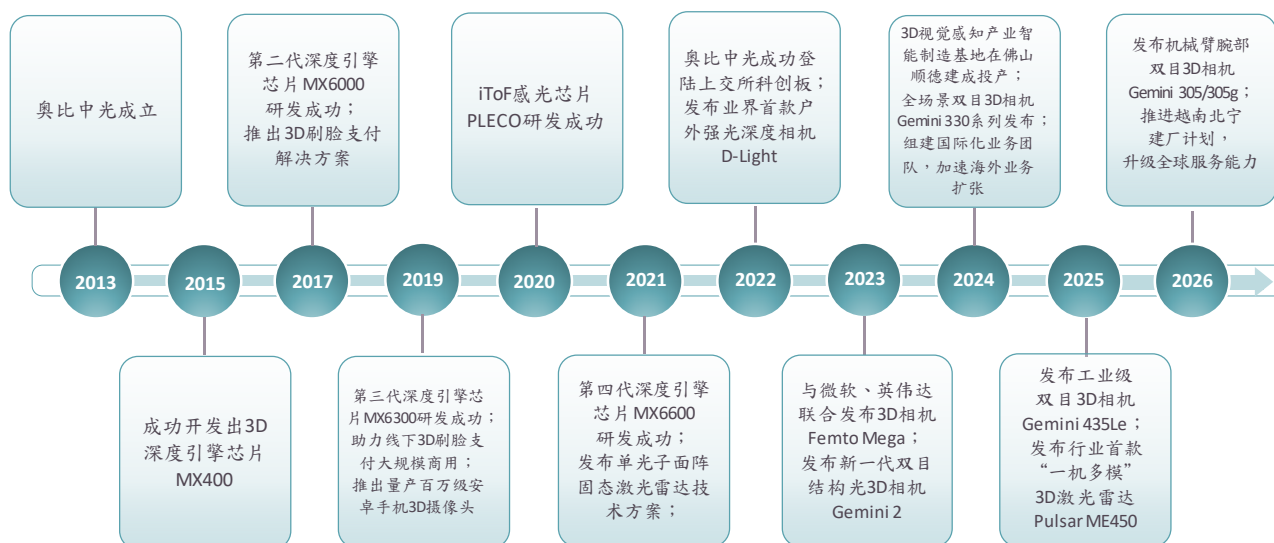 奥比中光成立
第二代深度引擎
芯片MX6000
研发成功；
推出3D刷脸支付
解决方案
iToF感光芯片
PLECO研发成功
奥比中光成功登
陆上交所科创板；
发布业界首款户
外强光深度相机
D-Light
3D视觉感知产业智
能制造基地在佛山
顺德建成投产；
全场景双目3D相机
Gemini 330系列发布；
组建国际化业务团
队，加速海外业务
扩张
发布机械臂腕部
双目3D相机
Gemini 305/305g；
推进越南北宁
建厂计划，
升级全球服务能力
2013
2015
2017
2019
2020
2021
2022
2023
2024
2025
2026
成功开发出3D
深度引擎芯片
MX400
第三代深度引擎芯
片MX6300研发成功；
助力线下3D刷脸支
付大规模商用；
推出量产百万级安
卓手机3D摄像头
第四代深度引擎
芯片MX6600
研发成功；
发布单光子面阵
固态激光雷达技
术方案；
与微软、英伟达
联合发布3D相机
Femto Mega；
发布新一代双目
结构光3D相机
Gemini 2
发布工业级
双目3D相机
Gemini 435Le；
发布行业首款
“一机多模”
3D激光雷达
Pulsar ME450